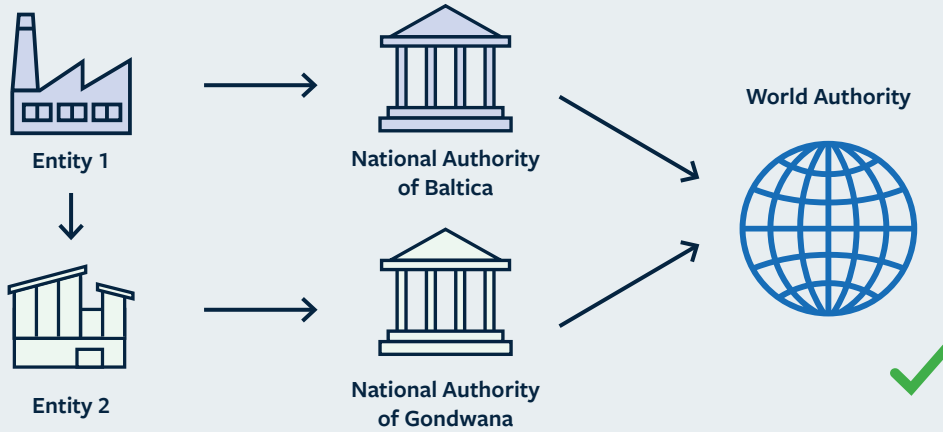 Entity 1
National Authority
of Baltica
World Authority
Entity 2
National Authority
of Gondwana